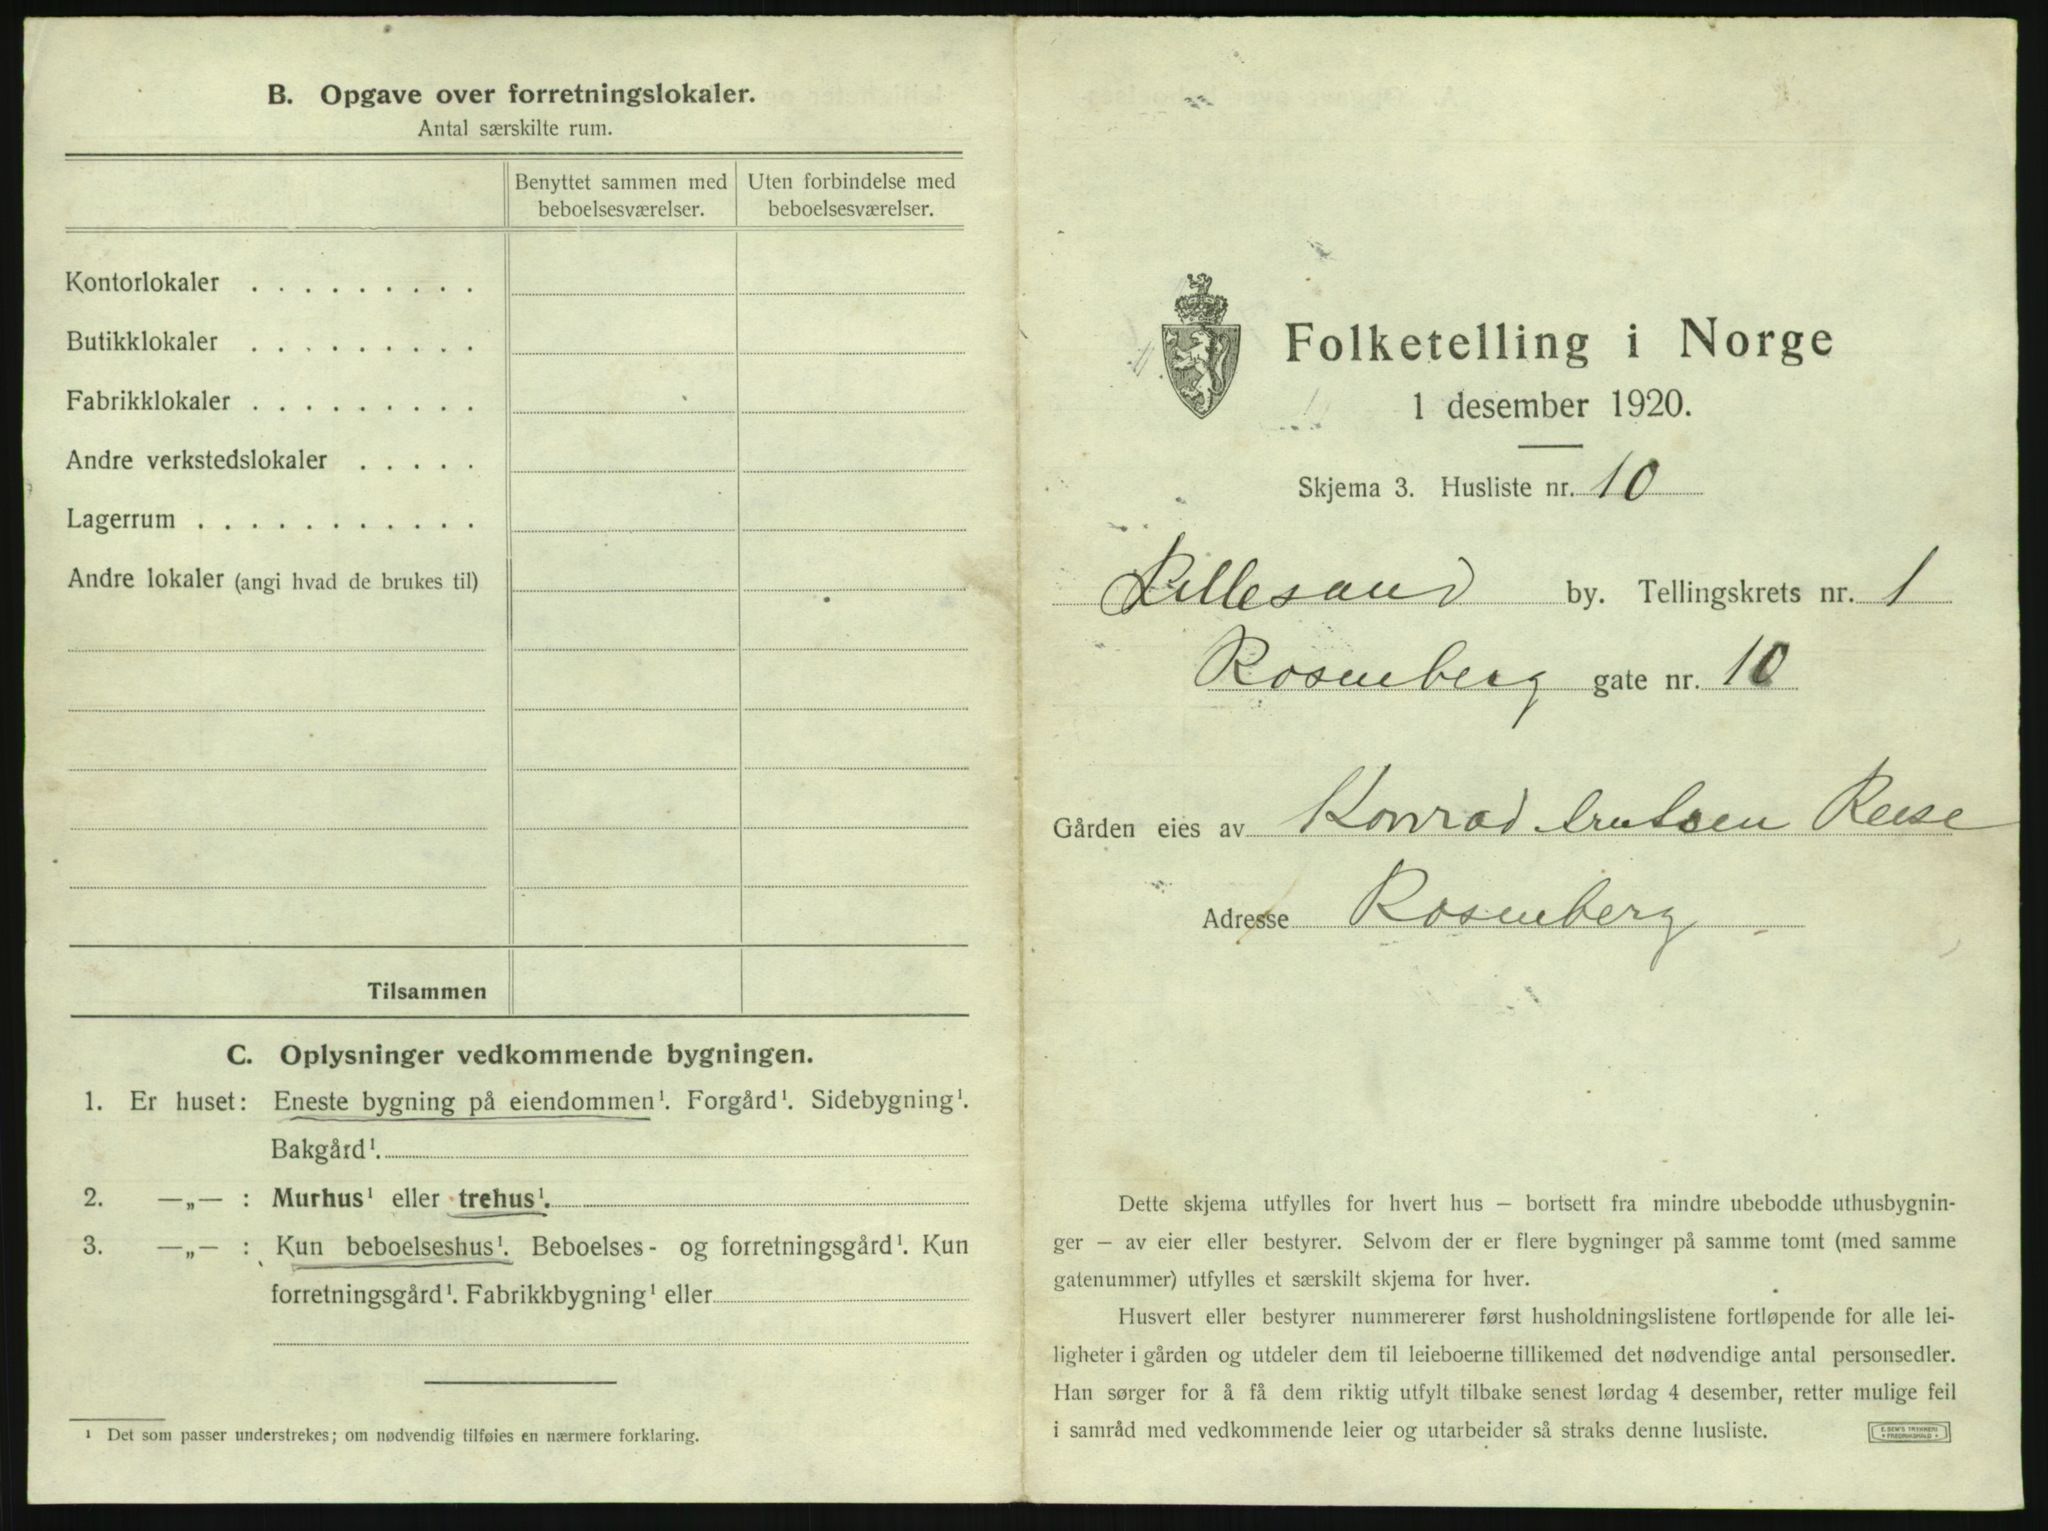 B. Opgave over forretningslokaler.
Antal særskilte rum.
Benyttet sammen med beboelsesværelser.
Uten forbindelse med beboelsesværelser.
Kontorlokaler . . . . . . . . .
Butikklokaler . . . . . . . . .
Fabrikklokaler . . . . . . . . .
Andre verkstedslokaler . . . . .
Lagerrum . . . . . . . . . . .
Andre lokaler (angi hvad de brukes til)
Tilsammen
C. Oplysninger vedkommende bygningen.
1. Er huset: Eneste bygning på eiendommen¹. Forgård¹. Sidebygning¹.
Bakgård¹.
2. —„— : Murhus¹ eller trehus¹.
3. —„— : Kun beboelseshus¹. Beboelses- og forretningsgård¹. Kun
forretningsgård¹. Fabrikkbygning¹ eller
¹ Det som passer understrekes; om nødvendig tilføies en nærmere forklaring.
Folketelling i Norge
1 desember 1920.
Skjema 3. Husliste nr. 10
Lillesand by. Tellingskrets nr. 1
Rosenberg gate nr. 10
Gården eies av Konrad Reese
Adresse Rosenberg
Dette skjema utfylles for hvert hus – bortsett fra mindre ubebodde uthusbygnin-
ger – av eier eller bestyrer. Selvom der er flere bygninger på samme tomt (med samme
gatenummer) utfylles et særskilt skjema for hver.
Husvert eller bestyrer nummererer først husholdningslistene fortløpende for alle lei-
ligheter i gården og utdeler dem til leieboerne tillikemed det nødvendige antal personsedler.
Han sørger for å få dem riktig utfylt tilbake senest lørdag 4 desember, retter mulige feil
i samråd med vedkommende leier og utarbeider så straks denne husliste.